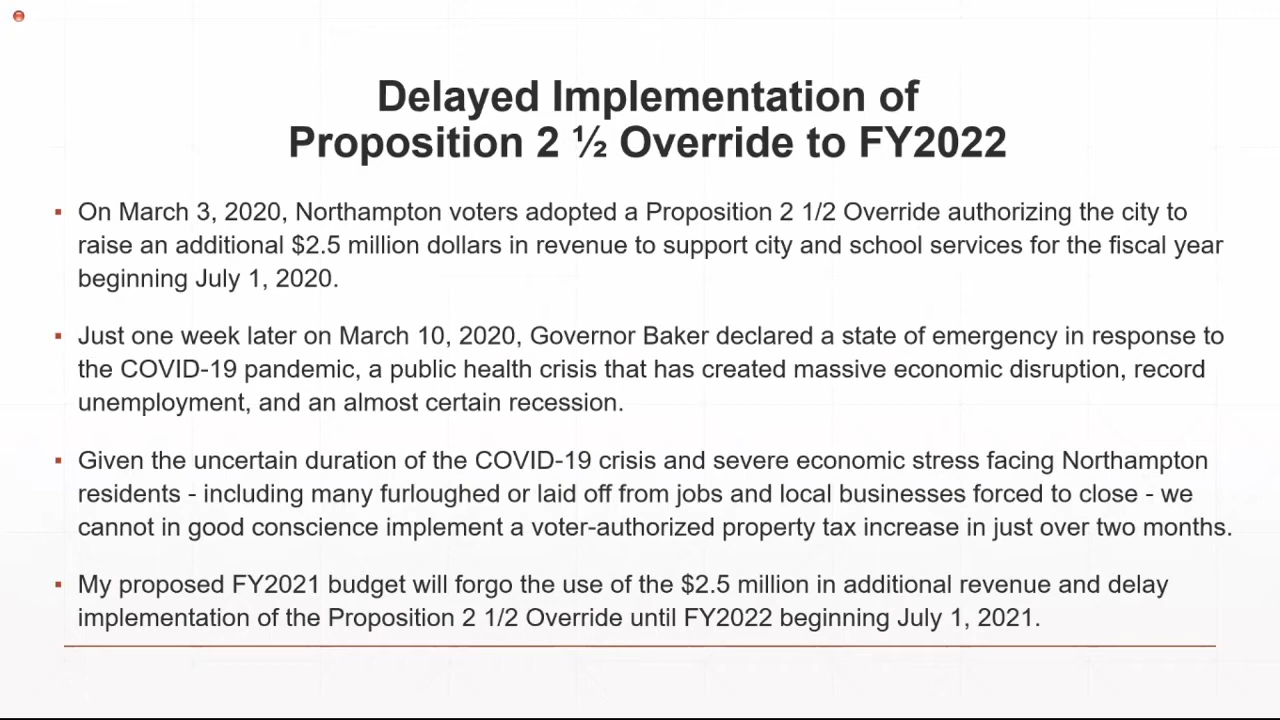 Delayed Implementation of
Proposition 2 ½ Override to FY2022
▪ On March 3, 2020, Northampton voters adopted a Proposition 2 1/2 Override authorizing the city to
raise an additional $2.5 million dollars in revenue to support city and school services for the fiscal year
beginning July 1, 2020.
▪ Just one week later on March 10, 2020, Governor Baker declared a state of emergency in response to
the COVID-19 pandemic, a public health crisis that has created massive economic disruption, record
unemployment, and an almost certain recession.
▪ Given the uncertain duration of the COVID-19 crisis and severe economic stress facing Northampton
residents - including many furloughed or laid off from jobs and local businesses forced to close - we
cannot in good conscience implement a voter-authorized property tax increase in just over two months.
▪ My proposed FY2021 budget will forgo the use of the $2.5 million in additional revenue and delay
implementation of the Proposition 2 1/2 Override until FY2022 beginning July 1, 2021.